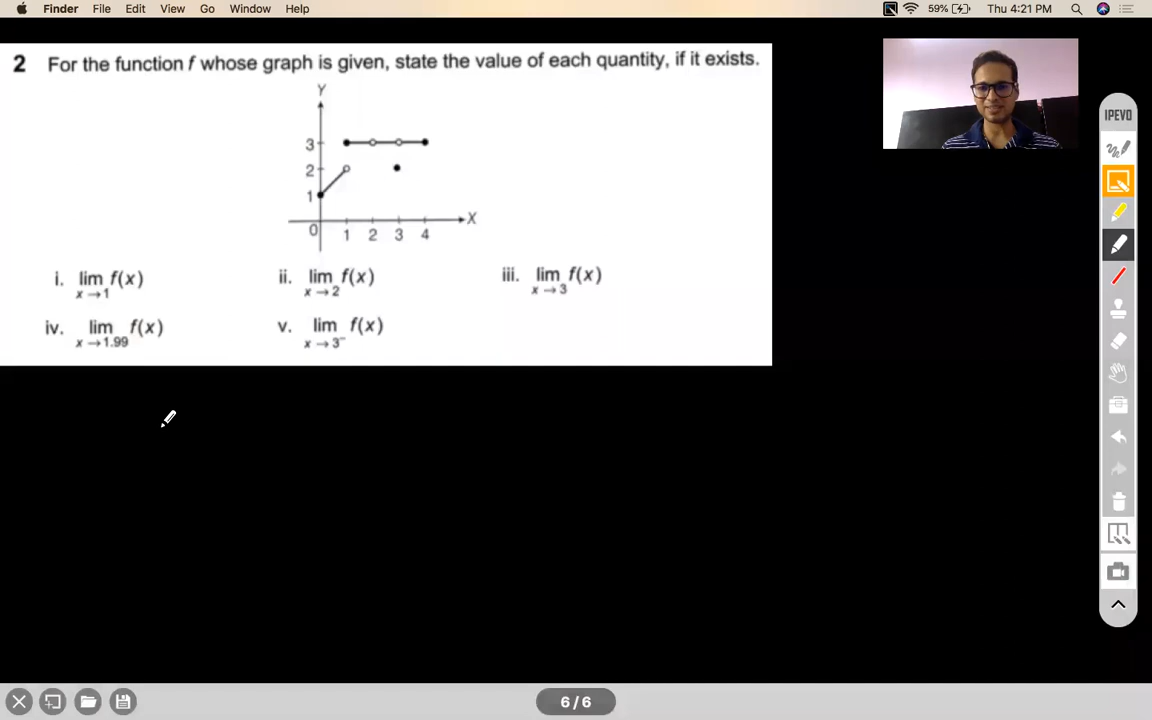 Finder File Edit View Go Window Help 59% Thu 4:21 PM
2 For the function f whose graph is given, state the value of each quantity, if it exists.
Y
3
2
1
0 1 2 3 4 X
i. lim f(x) ii. lim f(x) iii. lim f(x)
x→1 x→2 x→3
iv. lim f(x) v. lim f(x)
x→1.99 x→3⁻
IPEVO
6 / 6